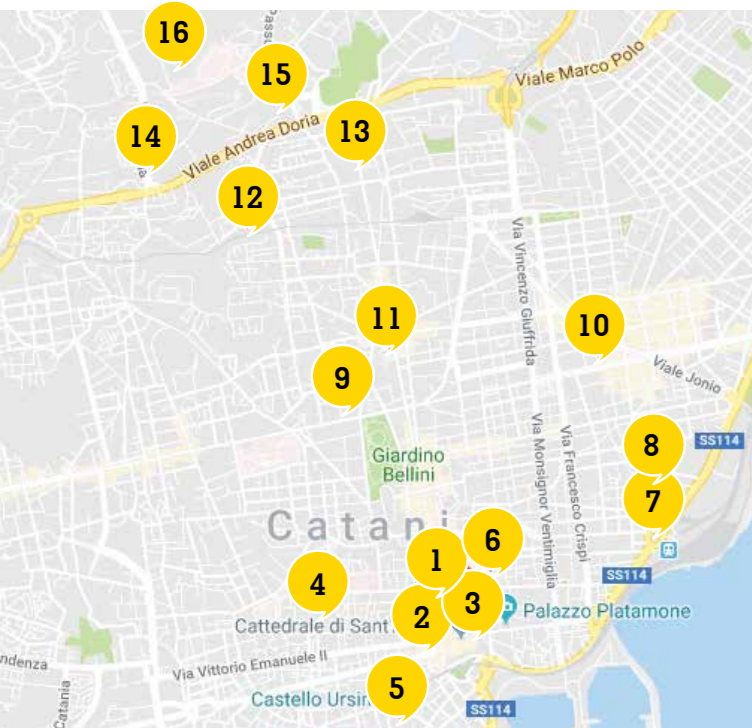 16
Passo
15
Viale Marco Polo
13
14
Viale Andrea Doria
12
Via Vincenzo Giuffrida
11
10
9
Viale Jonio
8
SS114
Giardino
Bellini
Via Monsignor Ventimiglia
Via Francesco Crispi
7
Catani
6
1
4
SS114
3
2
Palazzo Platamone
Cattedrale di Sant'
ndenza
Via Vittorio Emanuele II
5
Castello Ursin
Catania
SS114